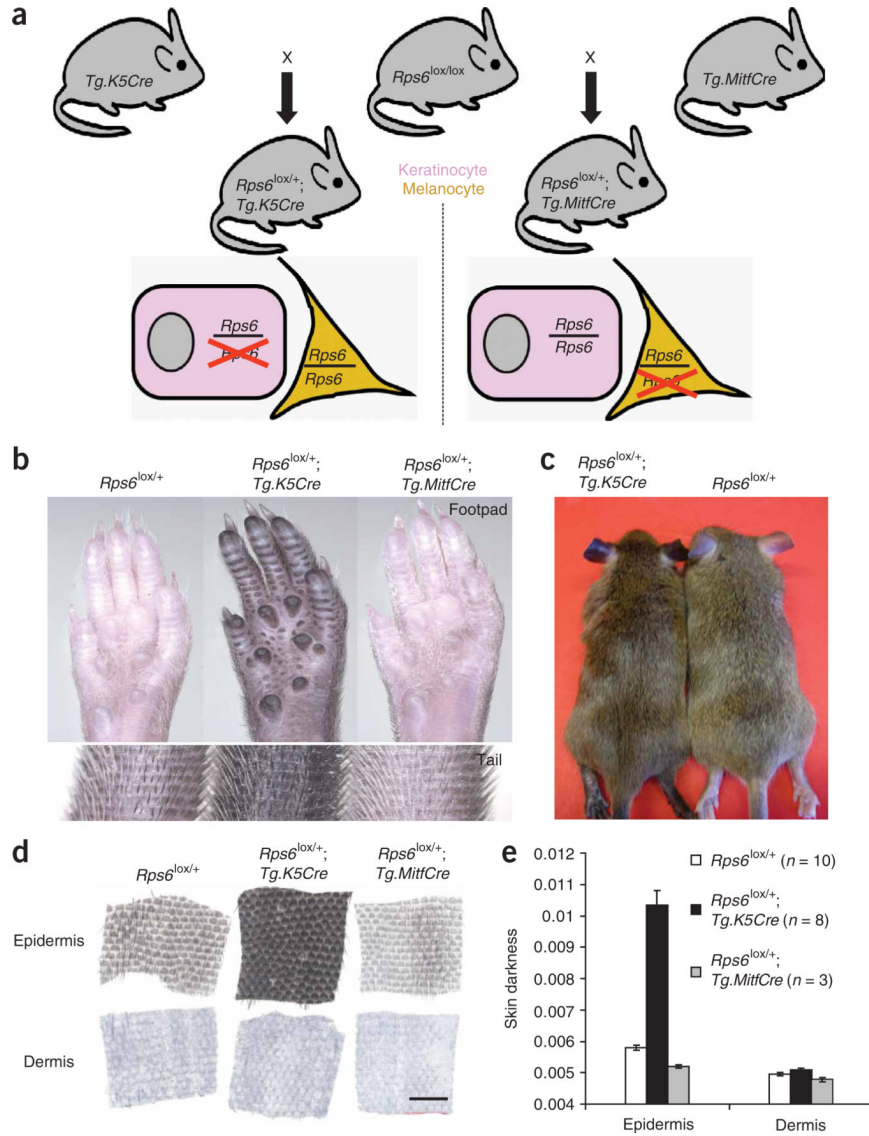 a
Tg.K5Cre
X
Rps6lox/lox
X
Tg.MitfCre
Rps6lox/+;
Tg.K5Cre
Keratinocyte
Melanocyte
Rps6lox/+;
Tg.MitfCre
Rps6
Rps6
Rps6
Rps6
Rps6
Rps6
Rps6
Rps6
b
Rps6lox/+
Rps6lox/+;
Tg.K5Cre
Rps6lox/+;
Tg.MitfCre
Footpad
Tail
c
Rps6lox/+;
Tg.K5Cre
Rps6lox/+
d
Rps6lox/+
Rps6lox/+;
Tg.K5Cre
Rps6lox/+;
Tg.MitfCre
Epidermis
Dermis
e
Skin darkness
0.013
0.012
0.011
0.01
0.009
0.008
0.007
0.006
0.005
0.004
Epidermis
Dermis
Rps6lox/+ (n = 10)
Rps6lox/+;
Tg.K5Cre (n = 8)
Rps6lox/+;
Tg.MitfCre (n = 3)